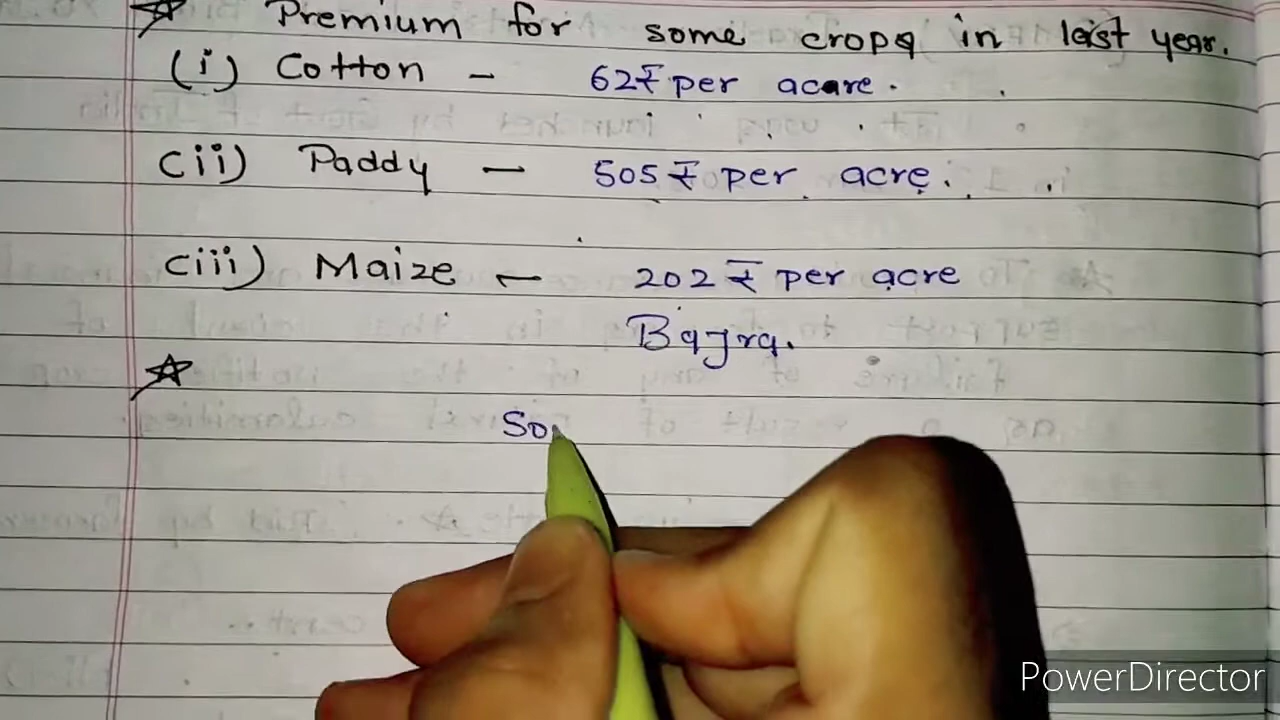 ☆ Premium for some cropa in last year.
(i) Cotton - 62₹ per acare.
(ii) Paddy - 505 ₹ per acre.
(iii) Maize - 202 ₹ per acre
Bajra.
☆
So
PowerDirector